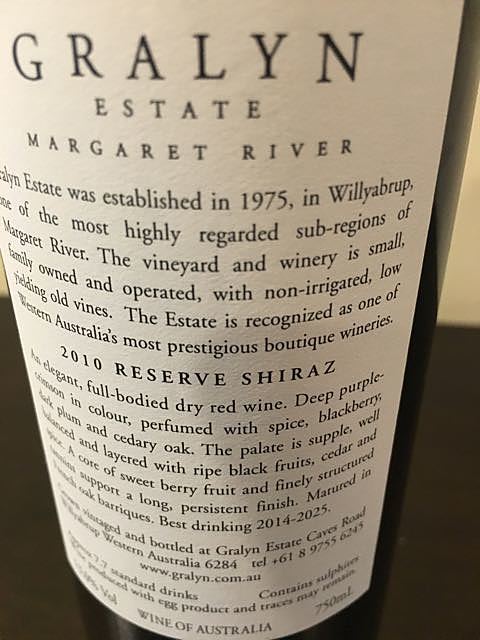 GRALYN
ESTATE
MARGARET RIVER
Estate was established in 1975, in Willyabrup,
of the most highly regarded sub-regions of
Margaret River. The vineyard and winery is small,
family owned and operated, with non-irrigated, low
yielding old vines. The Estate is recognized as one of
Western Australia's most prestigious boutique wineries.
2010 RESERVE SHIRAZ
An elegant, full-bodied dry red wine. Deep purple-
crimson in colour, perfumed with spice, blackberry,
dark plum and cedary oak. The palate is supple, well
balanced and layered with ripe black fruits, cedar and
spice. A core of sweet berry fruit and finely structured
tannins support a long, persistent finish. Matured in
French oak barriques. Best drinking 2014-2025.
vintaged and bottled at Gralyn Estate Caves Road
Willyabrup Western Australia 6284 tel +61 8 9755 6245
www.gralyn.com.au
7.7 standard drinks Contains sulphites
produced with egg product and traces may remain.
Vol 750mL
WINE OF AUSTRALIA